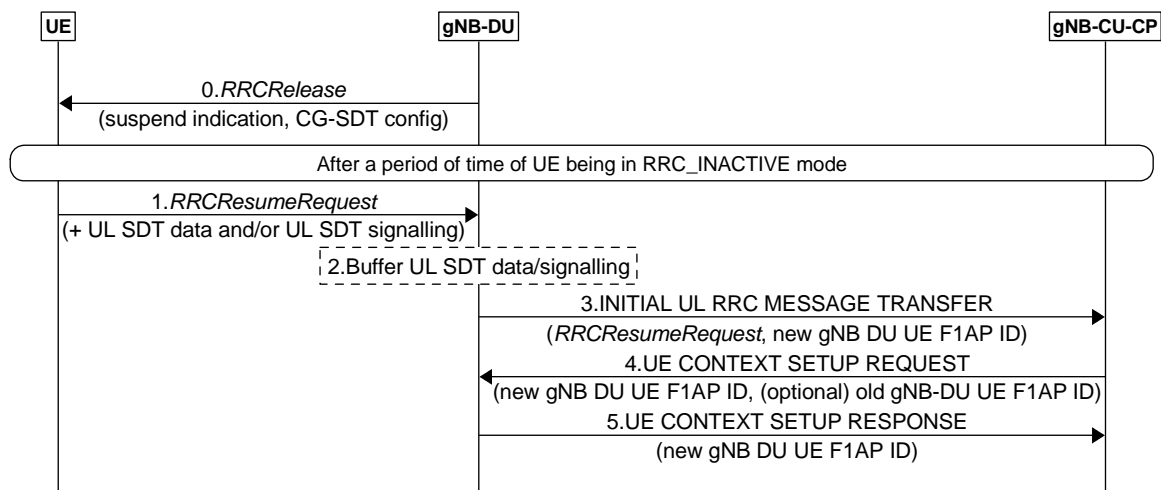 UE gNB-DU gNB-CU-CP
0.RRCRelease
(suspend indication, CG-SDT config)
After a period of time of UE being in RRC_INACTIVE mode
1.RRCResumeRequest
(+ UL SDT data and/or UL SDT signalling)
2.Buffer UL SDT data/signalling
3.INITIAL UL RRC MESSAGE TRANSFER
(RRCResumeRequest, new gNB DU UE F1AP ID)
4.UE CONTEXT SETUP REQUEST
(new gNB DU UE F1AP ID, (optional) old gNB-DU UE F1AP ID)
5.UE CONTEXT SETUP RESPONSE
(new gNB DU UE F1AP ID)